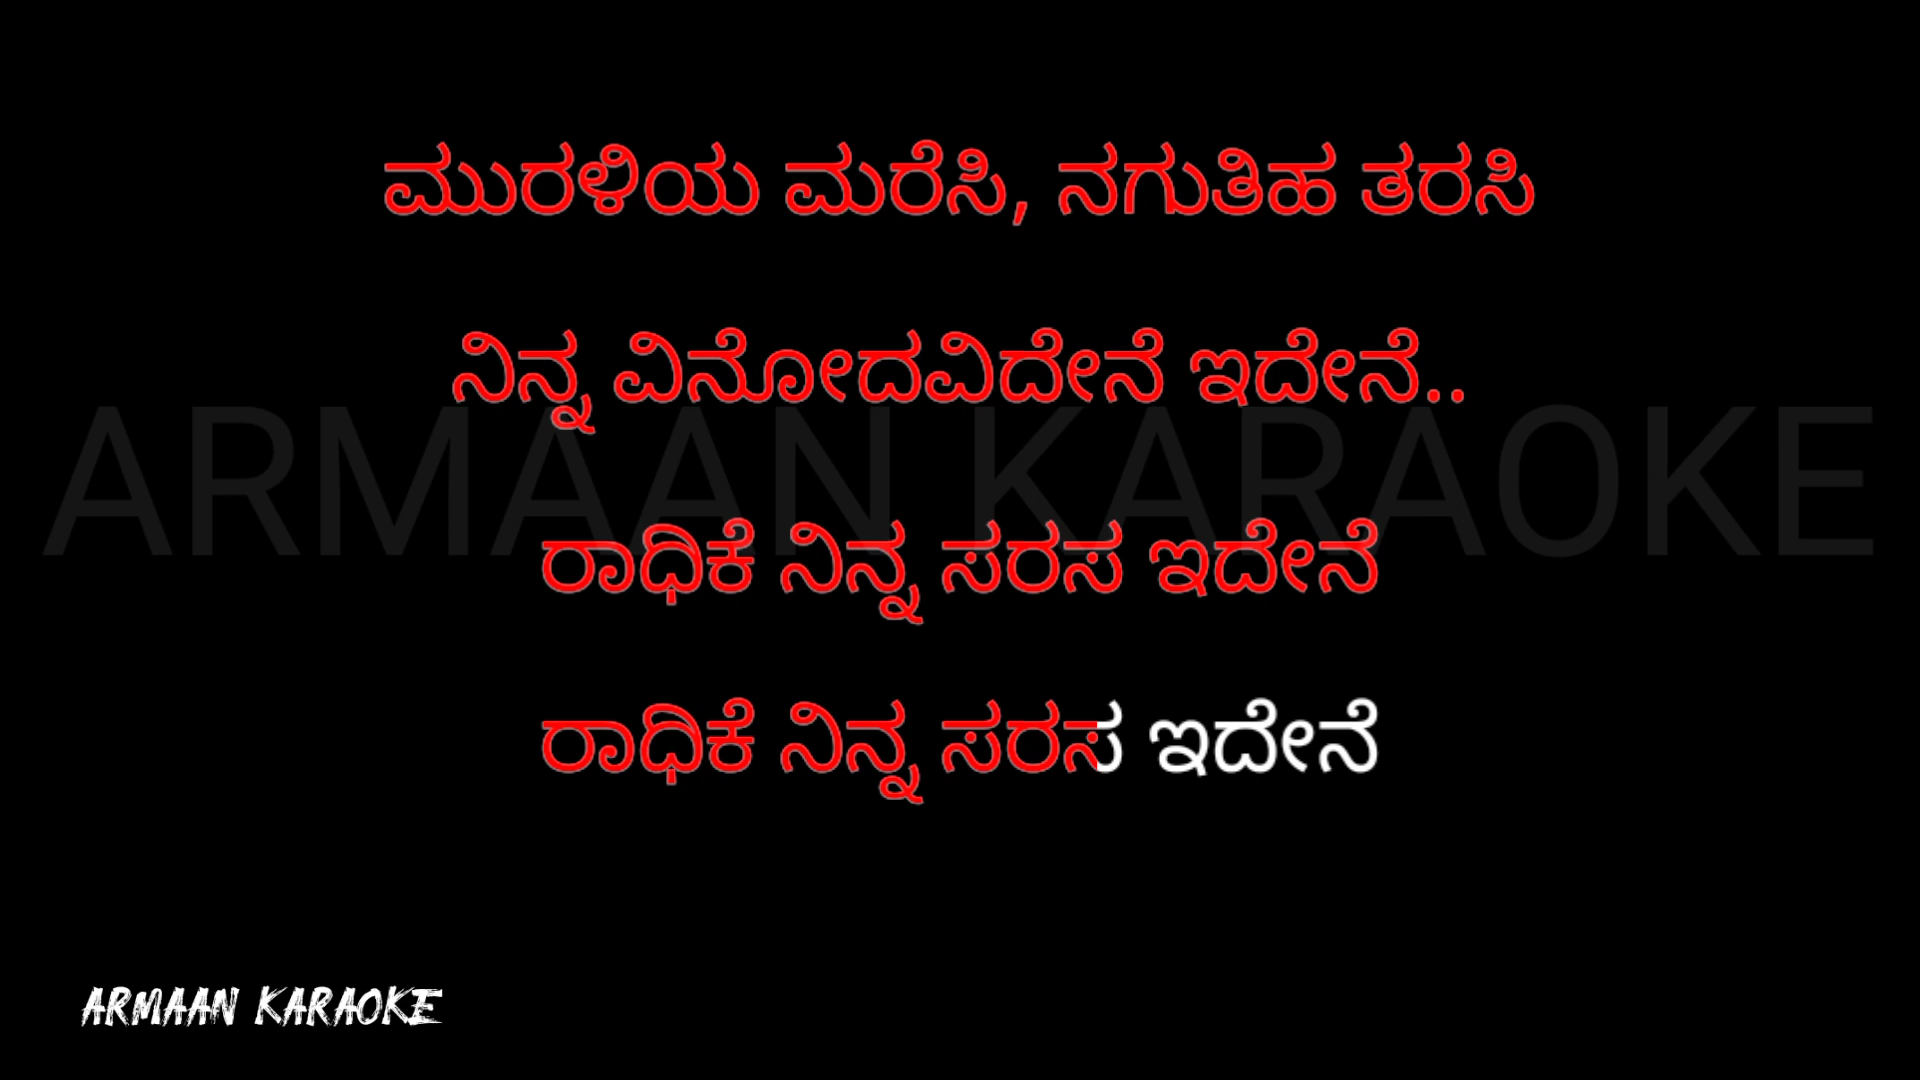 ಮುರಳಿಯ ಮರೆಸಿ, ನಗುತಿಹ ತರಸಿ
ನಿನ್ನ ವಿನೋದವಿದೇನೆ ಇದೇನೆ..
ARMAAN KARAOKE
ರಾಧಿಕೆ ನಿನ್ನ ಸರಸ ಇದೇನೆ
ರಾಧಿಕೆ ನಿನ್ನ ಸರಸ ಇದೇನೆ
ARMAAN KARAOKE